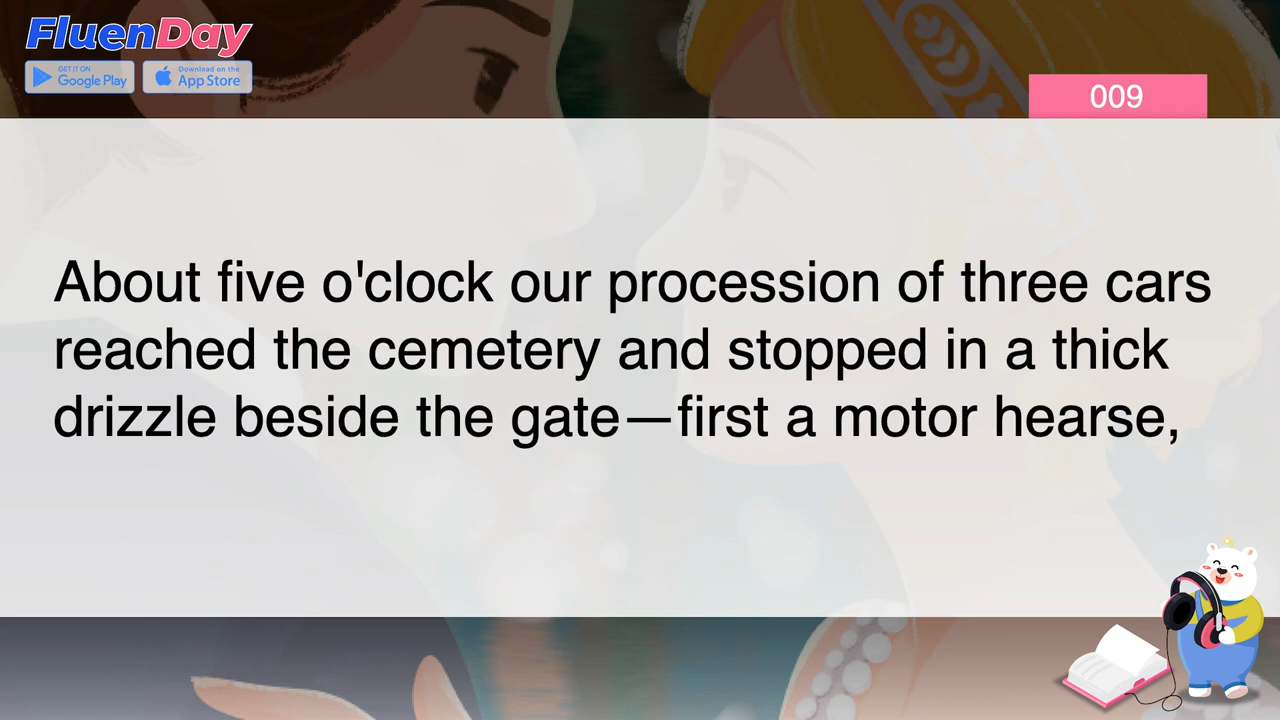 FluenDay
GET IT ON
Google Play
Download on the
App Store
009
About five o'clock our procession of three cars
reached the cemetery and stopped in a thick
drizzle beside the gate—first a motor hearse,